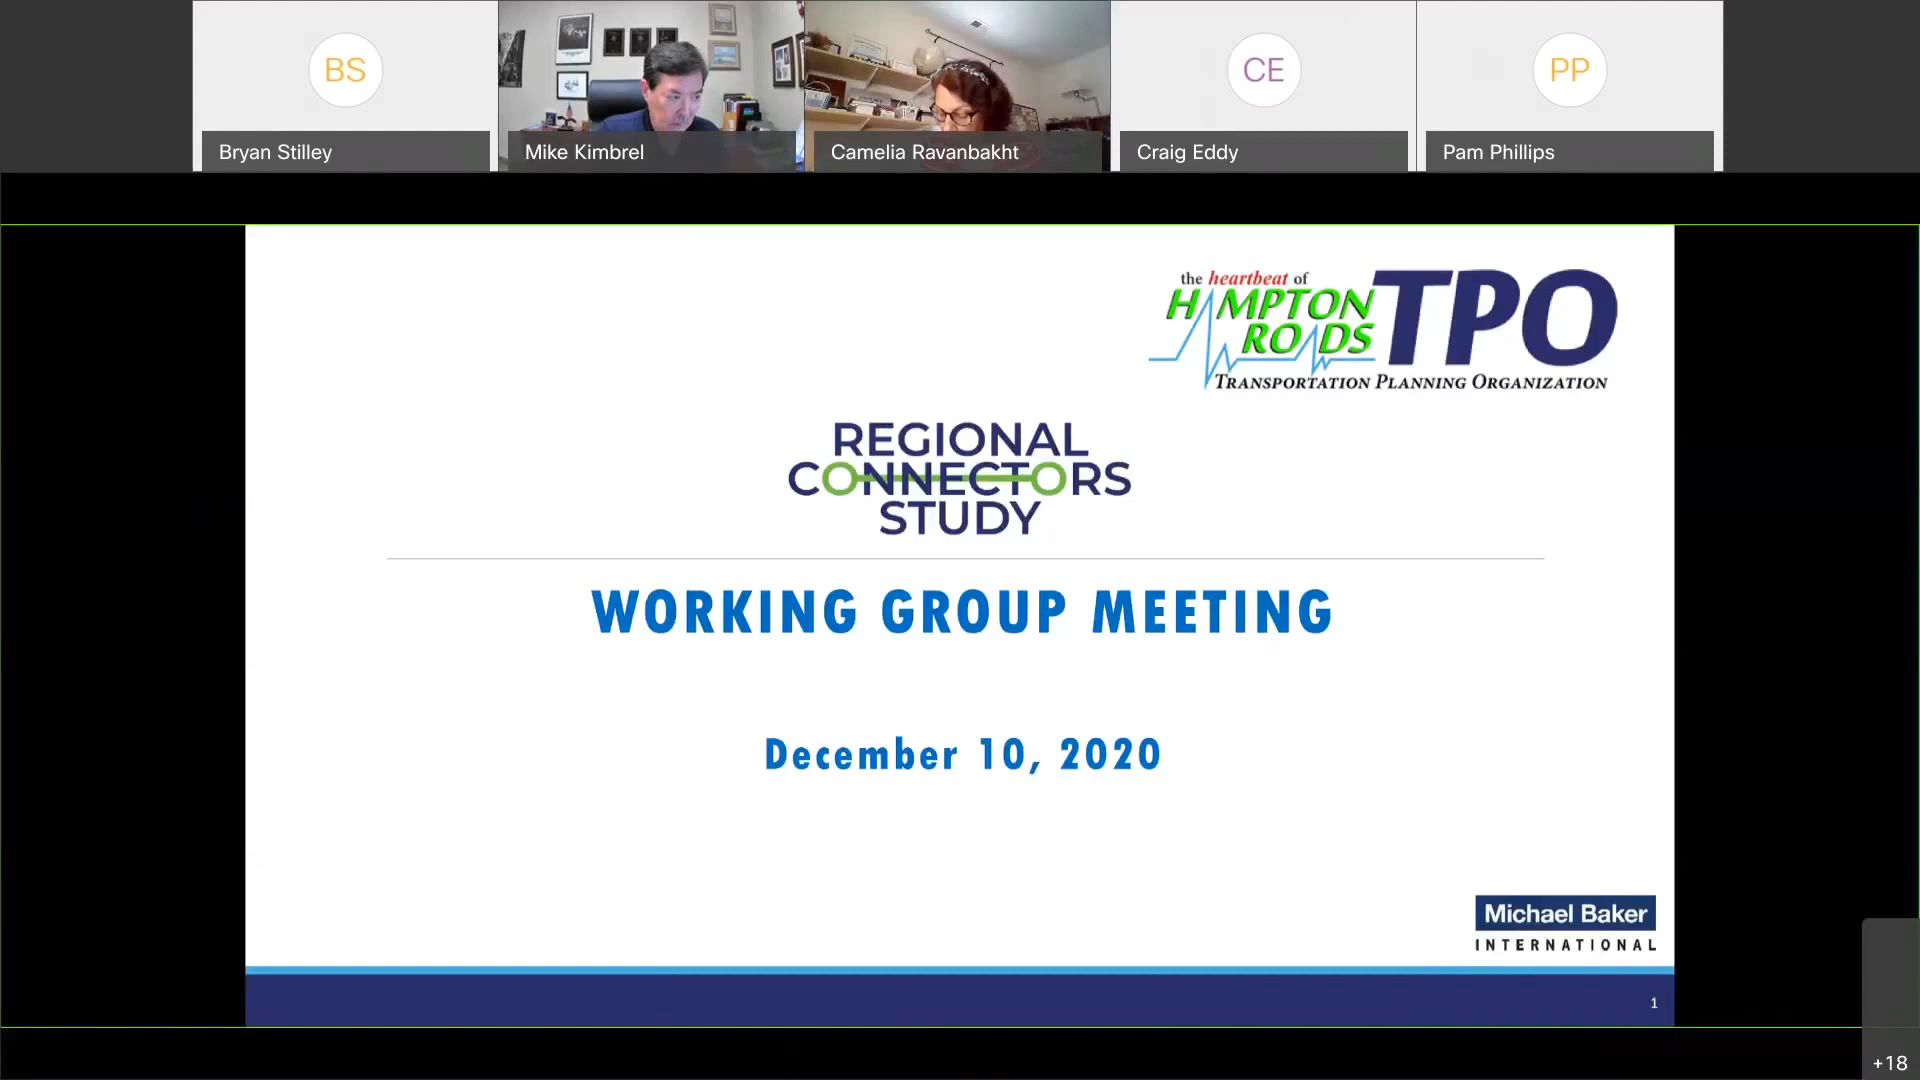 BS
CE
PP
Bryan Stilley
Mike Kimbrel
Camelia Ravanbakht
Craig Eddy
Pam Phillips
the heartbeat of
HAMPTON
ROADS
TPO
TRANSPORTATION PLANNING ORGANIZATION
REGIONAL
CONNECTORS
STUDY
WORKING GROUP MEETING
December 10, 2020
Michael Baker
INTERNATIONAL
1
+18